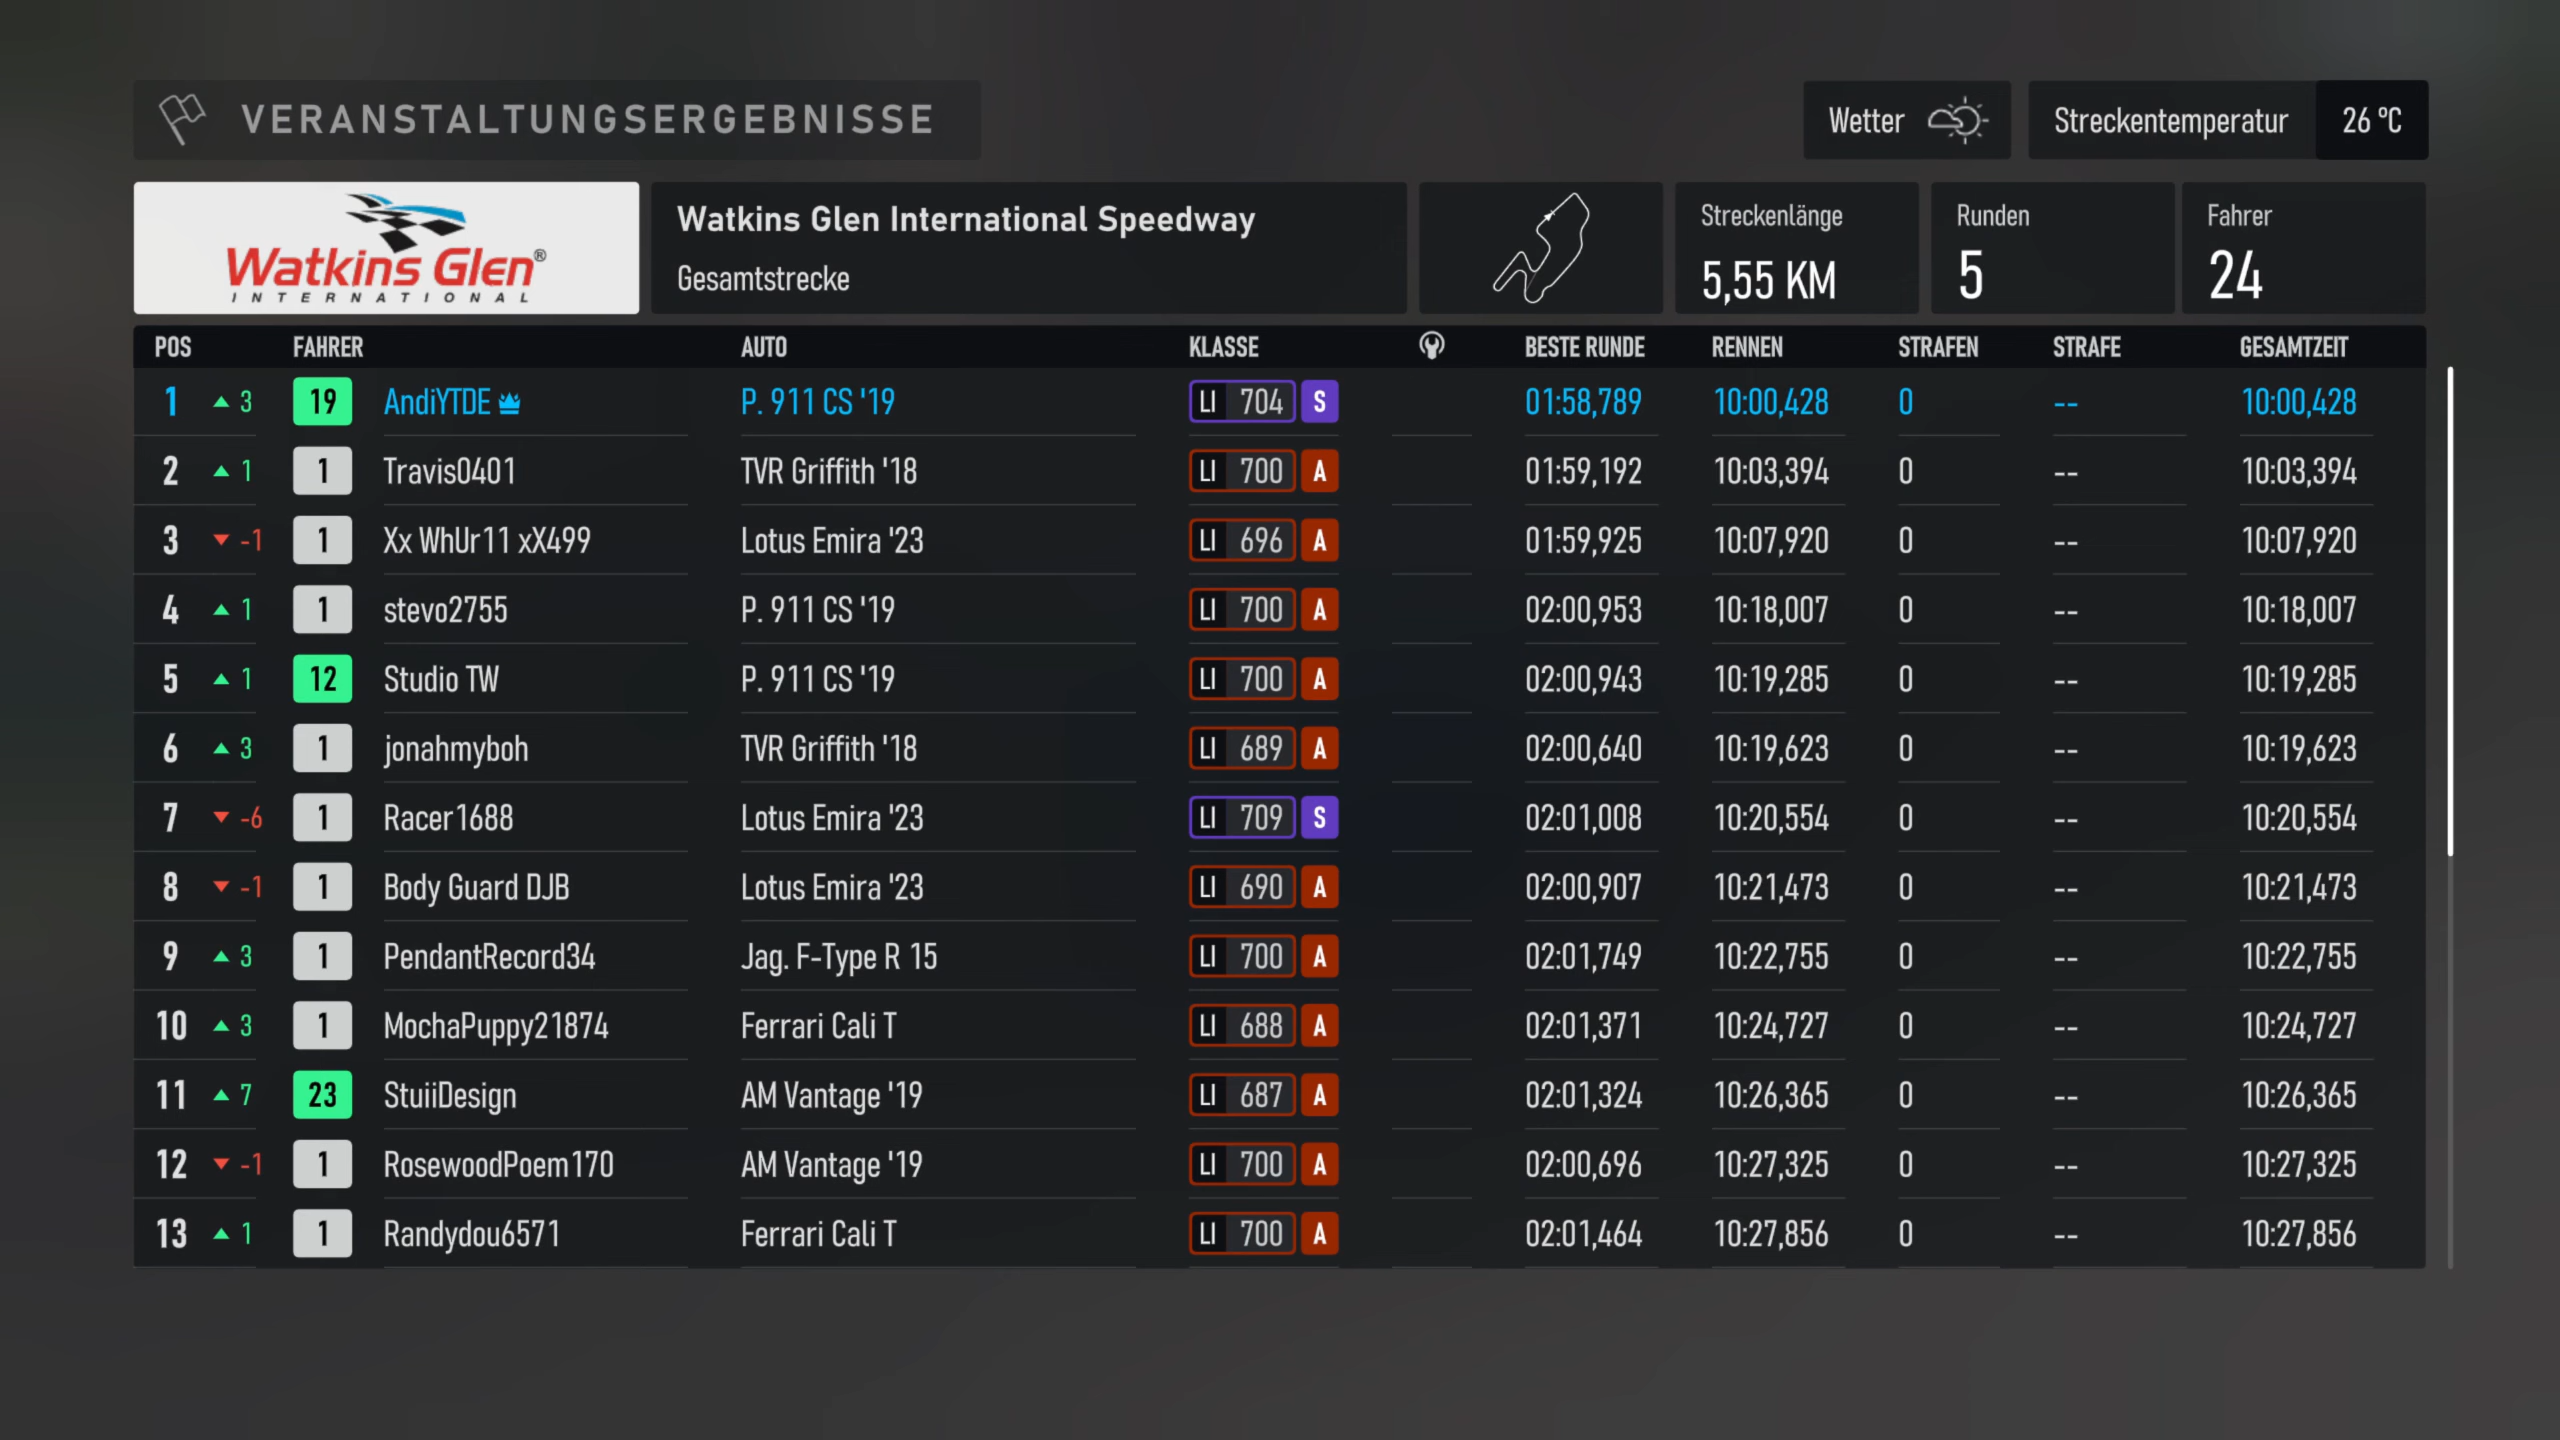 VERANSTALTUNGSERGEBNISSE
Wetter Streckentemperatur 26 ºC
Watkins Glen®
INTERNATIONAL
Watkins Glen International Speedway
Gesamtstrecke
Streckenlänge
5,55 KM
Runden
5
Fahrer
24
POS FAHRER AUTO KLASSE BESTE RUNDE RENNEN STRAFEN STRAFE GESAMTZEIT
1 3 19 AndiYTDE P. 911 CS '19 LI 704 S 01:58,789 10:00,428 0 -- 10:00,428
2 1 1 Travis0401 TVR Griffith '18 LI 700 A 01:59,192 10:03,394 0 -- 10:03,394
3 -1 1 Xx WhUr11 xX499 Lotus Emira '23 LI 696 A 01:59,925 10:07,920 0 -- 10:07,920
4 1 1 stevo2755 P. 911 CS '19 LI 700 A 02:00,953 10:18,007 0 -- 10:18,007
5 1 12 Studio TW P. 911 CS '19 LI 700 A 02:00,943 10:19,285 0 -- 10:19,285
6 3 1 jonahmyboh TVR Griffith '18 LI 689 A 02:00,640 10:19,623 0 -- 10:19,623
7 -6 1 Racer1688 Lotus Emira '23 LI 709 S 02:01,008 10:20,554 0 -- 10:20,554
8 -1 1 Body Guard DJB Lotus Emira '23 LI 690 A 02:00,907 10:21,473 0 -- 10:21,473
9 3 1 PendantRecord34 Jag. F-Type R 15 LI 700 A 02:01,749 10:22,755 0 -- 10:22,755
10 3 1 MochaPuppy21874 Ferrari Cali T LI 688 A 02:01,371 10:24,727 0 -- 10:24,727
11 7 23 StuiiDesign AM Vantage '19 LI 687 A 02:01,324 10:26,365 0 -- 10:26,365
12 -1 1 RosewoodPoem170 AM Vantage '19 LI 700 A 02:00,696 10:27,325 0 -- 10:27,325
13 1 1 Randydou6571 Ferrari Cali T LI 700 A 02:01,464 10:27,856 0 -- 10:27,856